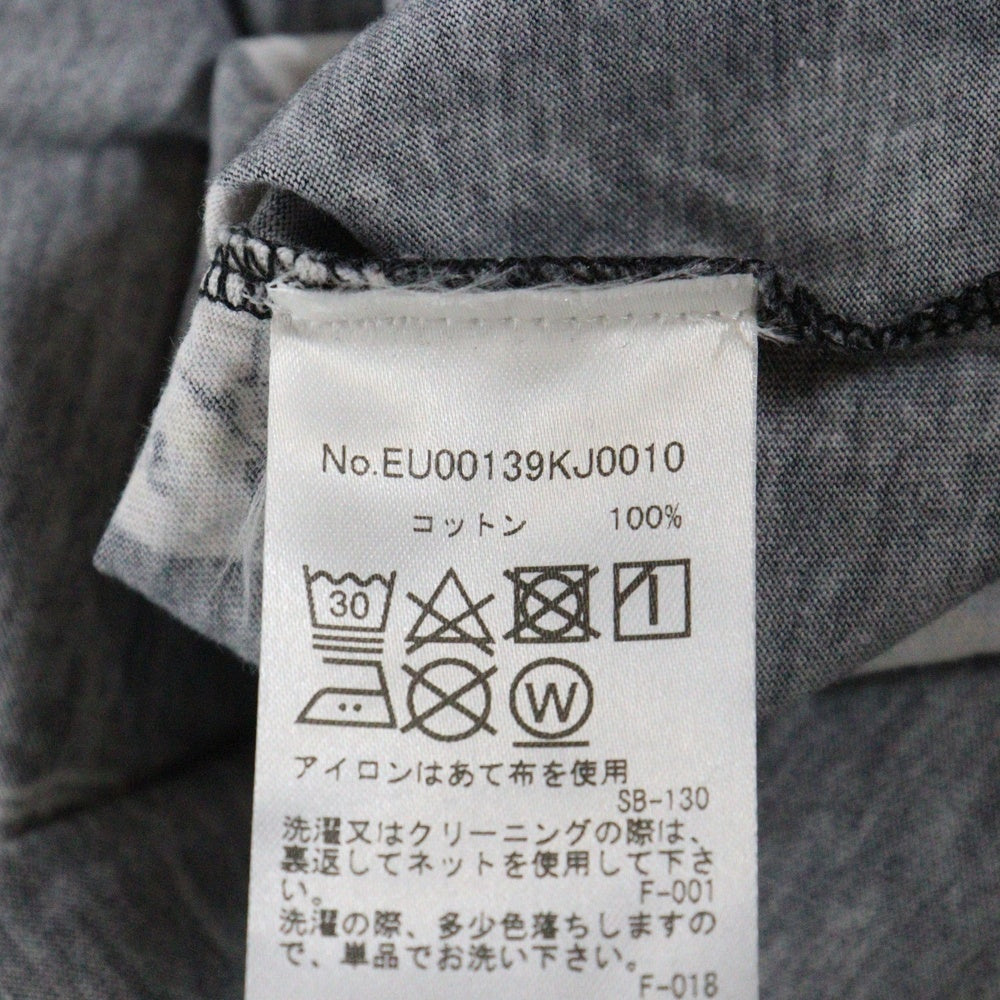 No.EU00139KJ0010
コットン 100%
30
W
アイロンはあて布を使用
SB-130
洗濯又はクリーニングの際は、
裏返してネットを使用して下さ
い。 F-001
洗濯の際、多少色落ちしますの
で、単品でお洗い下さい。
F-018